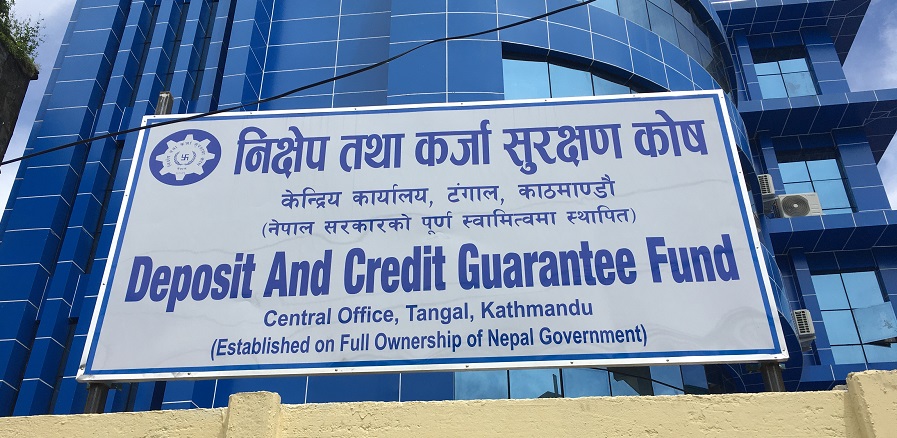 निक्षेप तथा कर्जा सुरक्षण कोष
केन्द्रिय कार्यालय, टंगाल, काठमाण्डौ
(नेपाल सरकारको पूर्ण स्वामित्वमा स्थापित)
Deposit And Credit Guarantee Fund
Central Office, Tangal, Kathmandu
(Established on Full Ownership of Nepal Government)